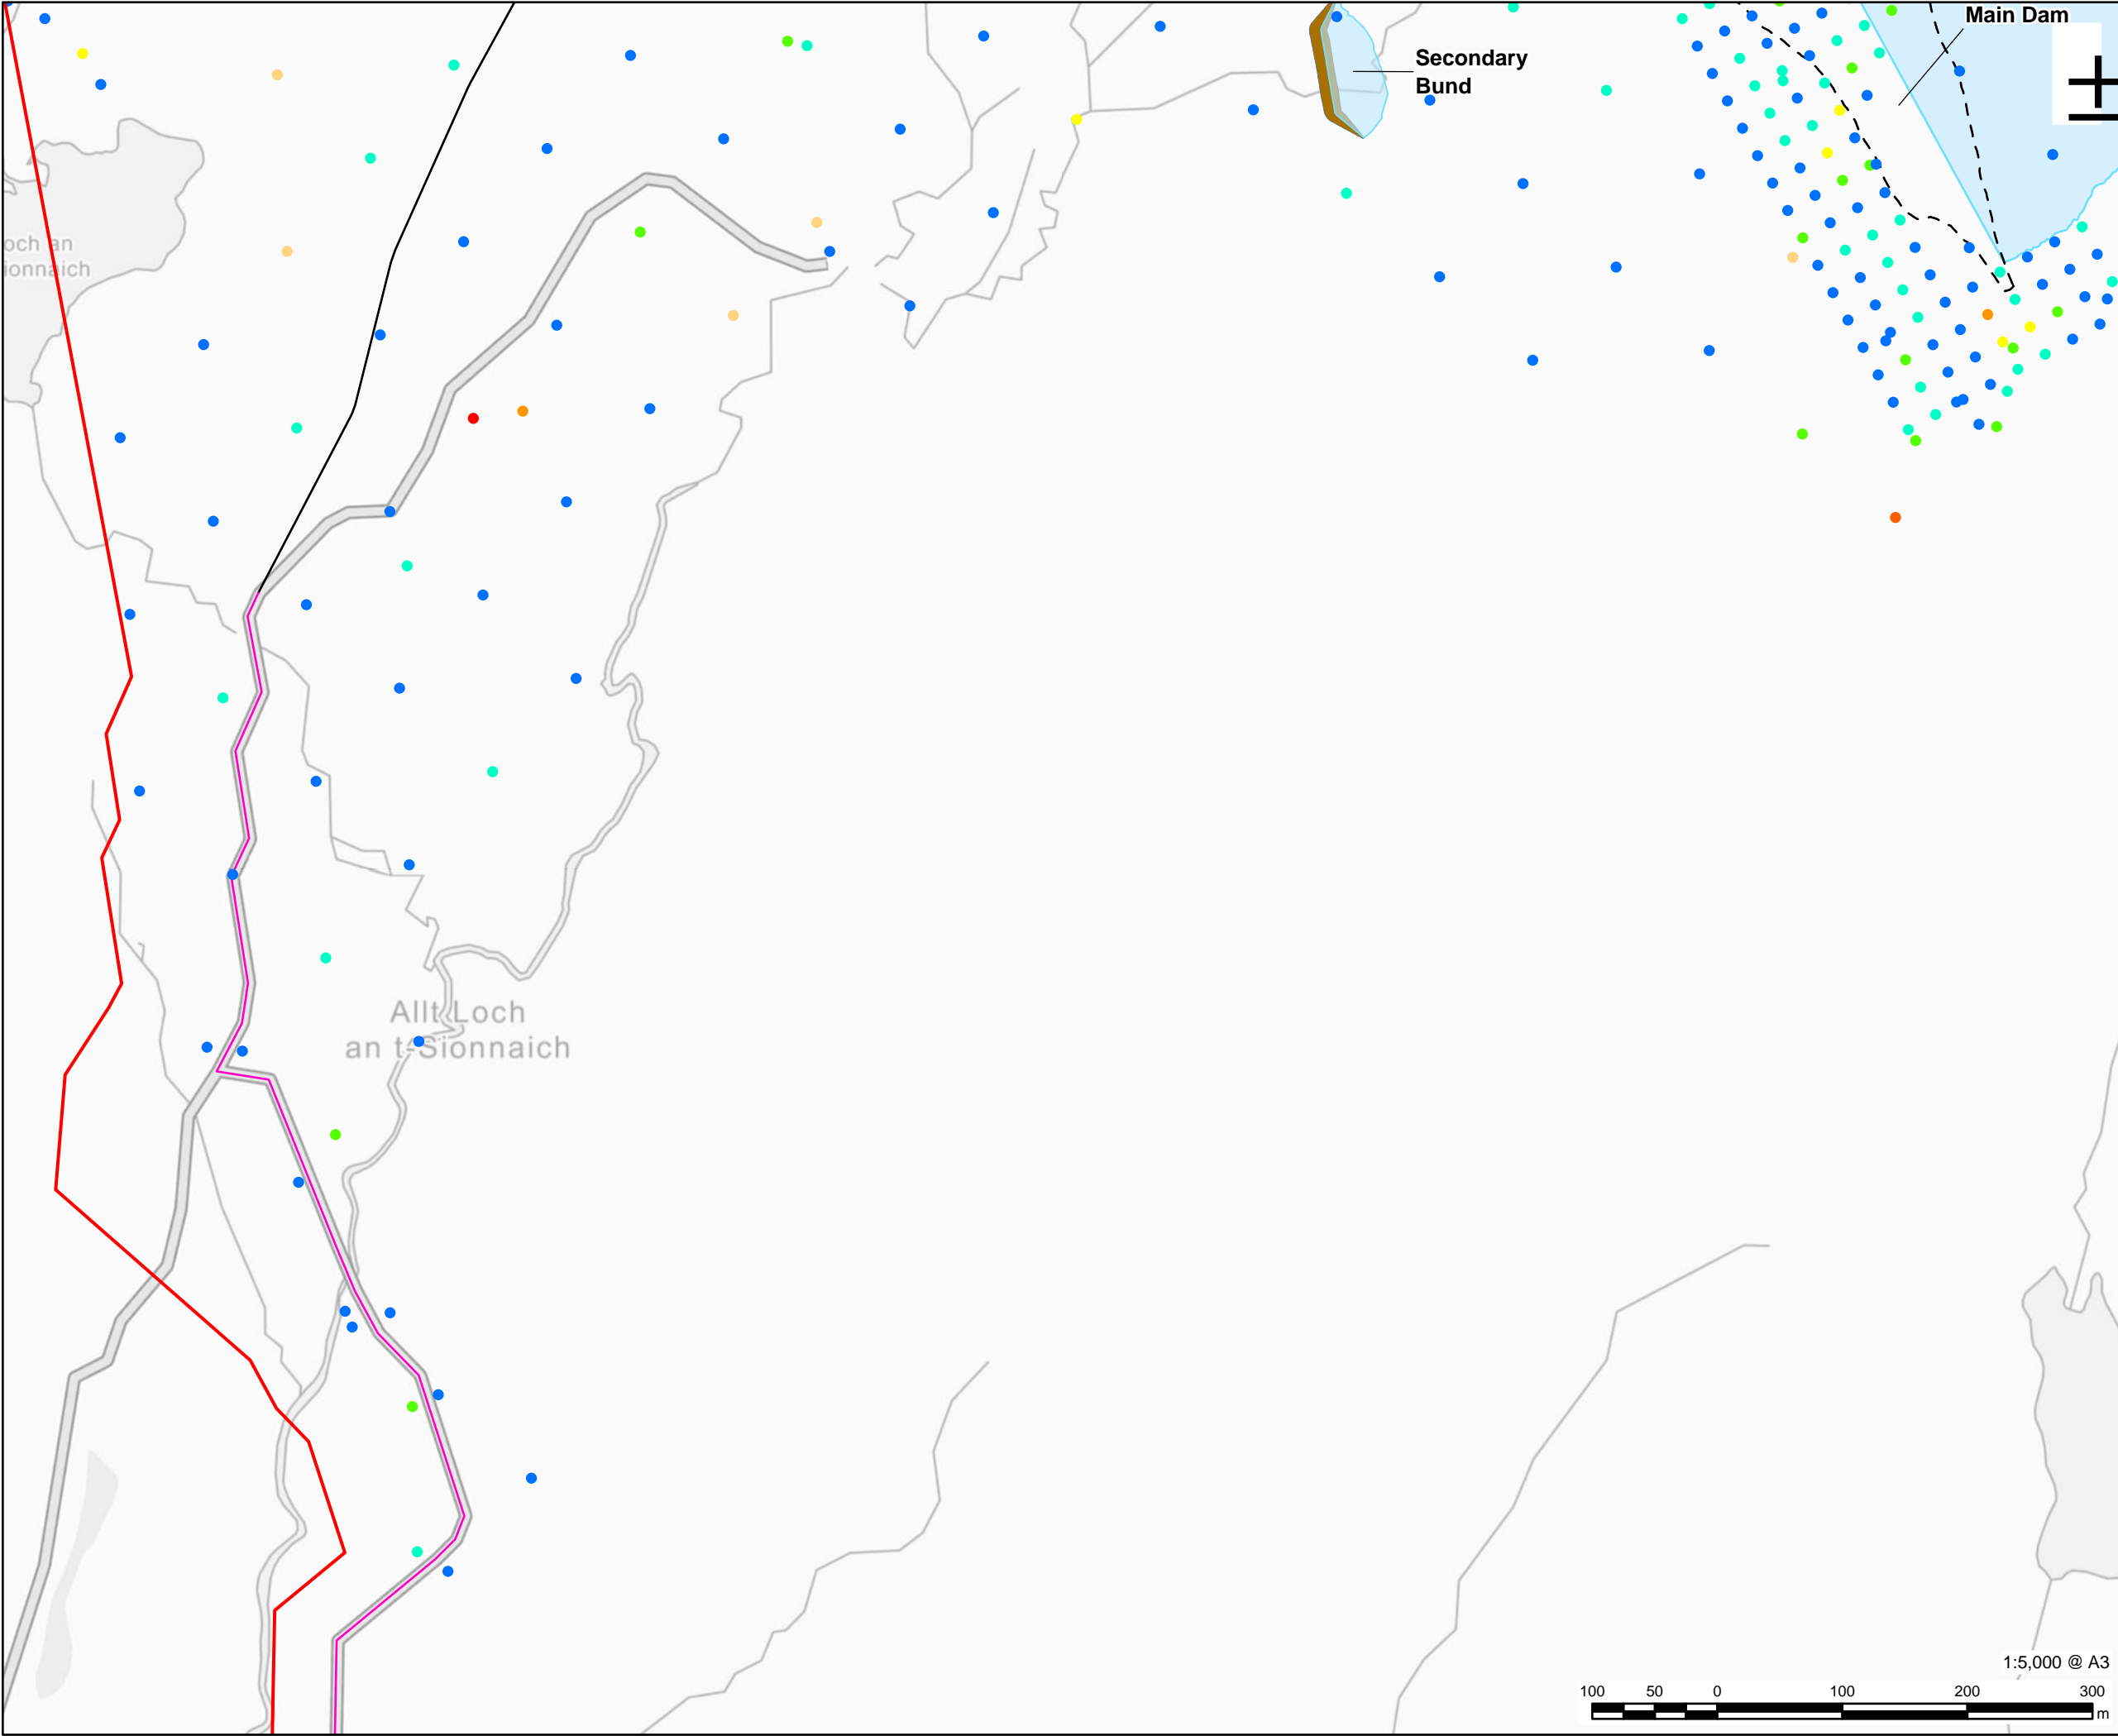 Main Dam
Secondary
Bund
och an
ionnaich
Allt Loch
an t-Sionnaich
1:5,000 @ A3
100 50 0 100 200 300
m